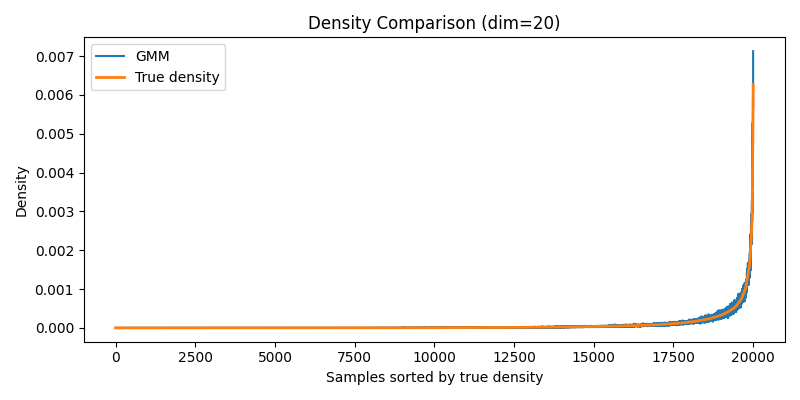 Density Comparison (dim=20)
GMM
True density
0.007
0.006
0.005
0.004
0.003
0.002
0.001
0.000
Density
0 2500 5000 7500 10000 12500 15000 17500 20000
Samples sorted by true density